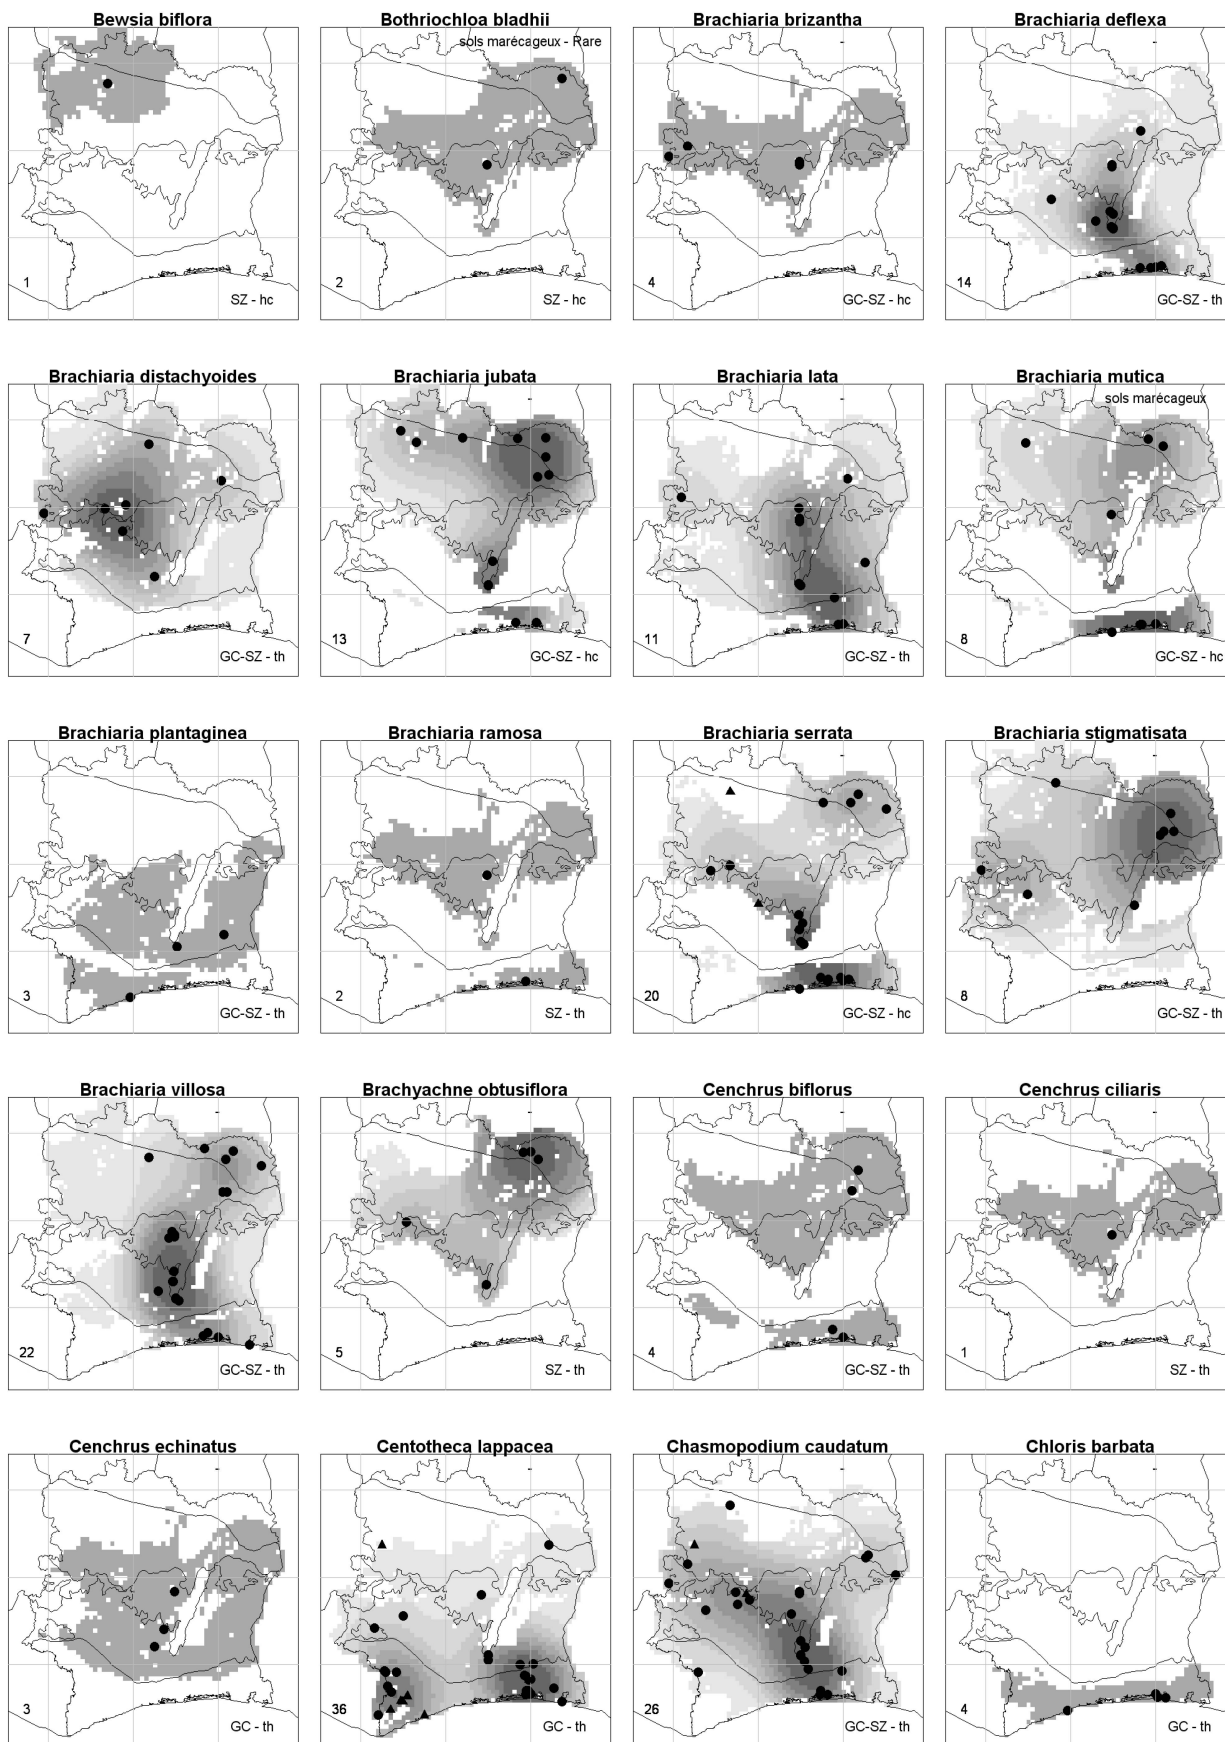 Bewsia biflora
1
SZ - hc
Bothriochloa bladhii
sols marécageux - Rare
2
SZ - hc
Brachiaria brizantha
4
GC-SZ - hc
Brachiaria deflexa
14
GC-SZ - th
Brachiaria distachyoides
7
GC-SZ - th
Brachiaria jubata
13
GC-SZ - hc
Brachiaria lata
11
GC-SZ - th
Brachiaria mutica
sols marécageux
8
GC-SZ - hc
Brachiaria plantaginea
3
GC-SZ - th
Brachiaria ramosa
2
SZ - th
Brachiaria serrata
20
GC-SZ - hc
Brachiaria stigmatisata
8
GC-SZ - th
Brachiaria villosa
22
GC-SZ - th
Brachyachne obtusiflora
5
SZ - th
Cenchrus biflorus
4
GC-SZ - th
Cenchrus ciliaris
1
SZ - th
Cenchrus echinatus
3
GC - th
Centotheca lappacea
36
GC - th
Chasmopodium caudatum
26
GC-SZ - th
Chloris barbata
4
GC - th